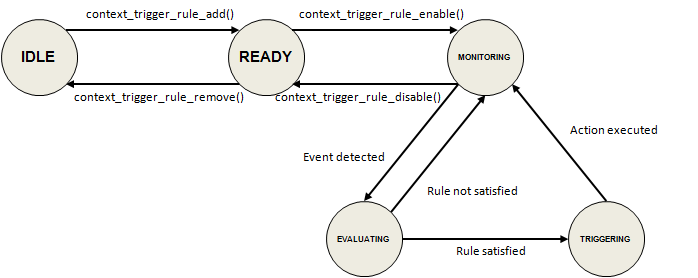 context_trigger_rule_add()
context_trigger_rule_enable()
IDLE
READY
MONITORING
context_trigger_rule_remove()
context_trigger_rule_disable()
Action executed
Event detected
Rule not satisfied
EVALUATING
TRIGGERING
Rule satisfied